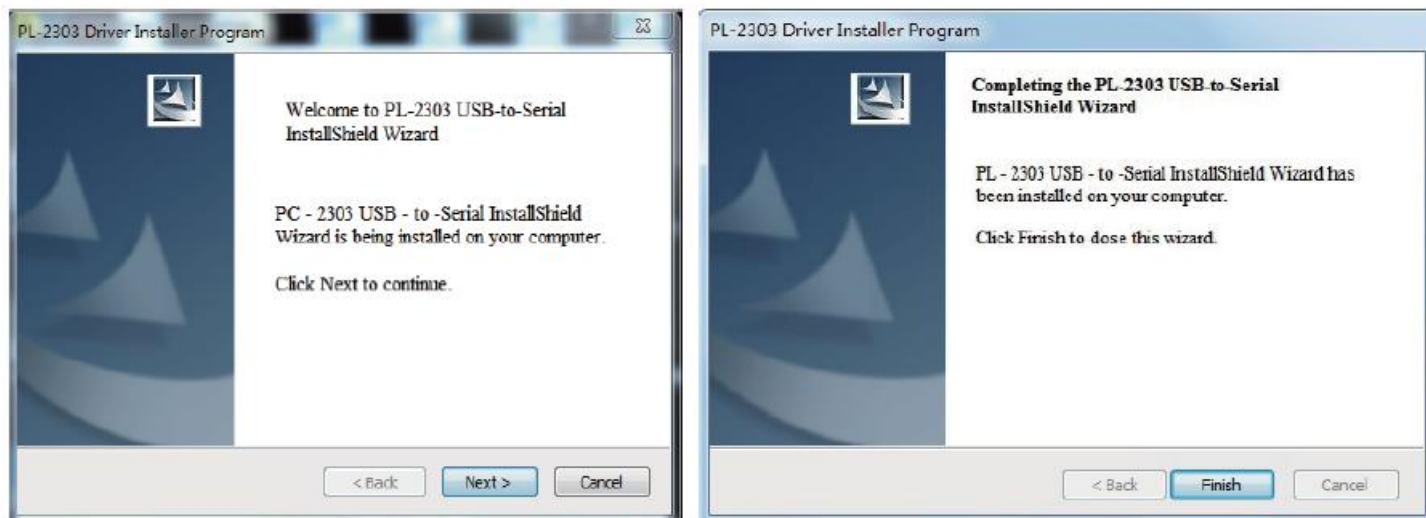 PL-2303 Driver Installer Program
Welcome to PL-2303 USB-to-Serial
InstallShield Wizard
PC - 2303 USB - to -Serial InstallShield
Wizard is being installed on your computer.
Click Next to continue.
< Back
Next >
Cancel
PL-2303 Driver Installer Program
Completing the PL-2303 USB-to-Serial
InstallShield Wizard
PL - 2303 USB - to -Serial InstallShield Wizard has
been installed on your computer.
Click Finish to dose this wizard.
< Back
Finish
Cancel